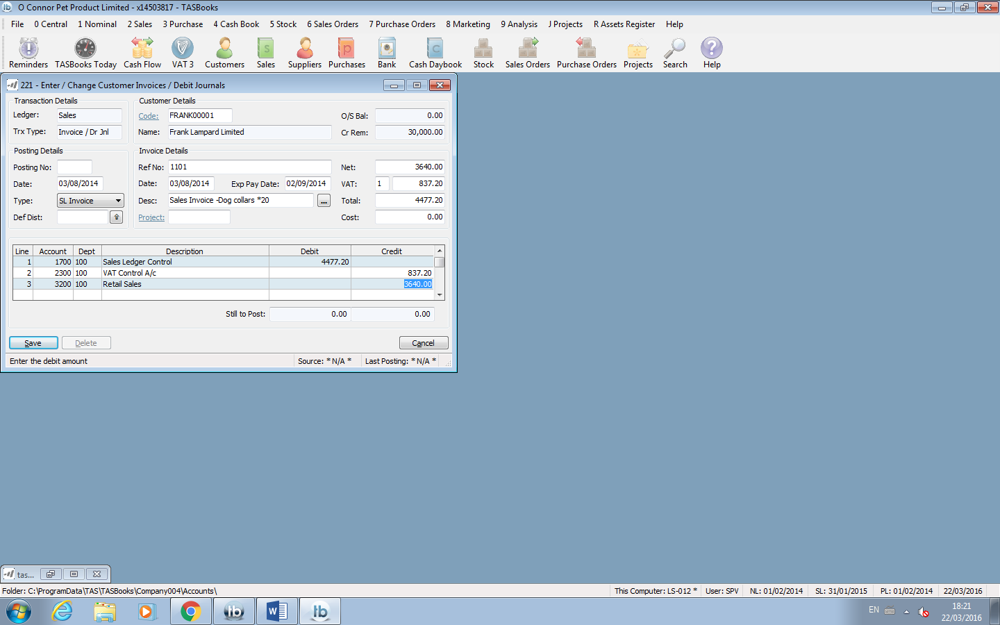 O Connor Pet Product Limited - x14503817 - TASBooks
File 0 Central 1 Nominal 2 Sales 3 Purchase 4 Cash Book 5 Stock 6 Sales Orders 7 Purchase Orders 8 Marketing 9 Analysis J Projects R Assets Register Help
Reminders TASBooks Today Cash Flow VAT 3 Customers Sales Suppliers Purchases Bank Cash Daybook Stock Sales Orders Purchase Orders Projects Search Help
221 - Enter / Change Customer Invoices / Debit Journals
Transaction Details Customer Details
Ledger: Sales Code: FRANK00001 O/S Bal: 0.00
Trx Type: Invoice / Dr Jnl Name: Frank Lampard Limited Cr Rem: 30,000.00
Posting Details Invoice Details
Posting No: Ref No: 1101 Net: 3640.00
Date: 03/08/2014 Date: 03/08/2014 Exp Pay Date: 02/09/2014 VAT: 1 837.20
Type: SL Invoice Desc: Sales Invoice -Dog collars *20 ... Total: 4477.20
Def Dist: Project: Cost: 0.00
Line Account Dept Description Debit Credit
1 1700 100 Sales Ledger Control 4477.20
2 2300 100 VAT Control A/c 837.20
3 3200 100 Retail Sales 3640.00
Still to Post: 0.00 0.00
Save Delete Cancel
Enter the debit amount Source: * N/A * Last Posting: * N/A *
tas...
Folder: C:\ProgramData\TAS\TASBooks\Company004\Accounts\ This Computer: LS-012 * User: SPV NL: 01/02/2014 SL: 31/01/2015 PL: 01/02/2014 22/03/2016
EN 18:21
22/03/2016